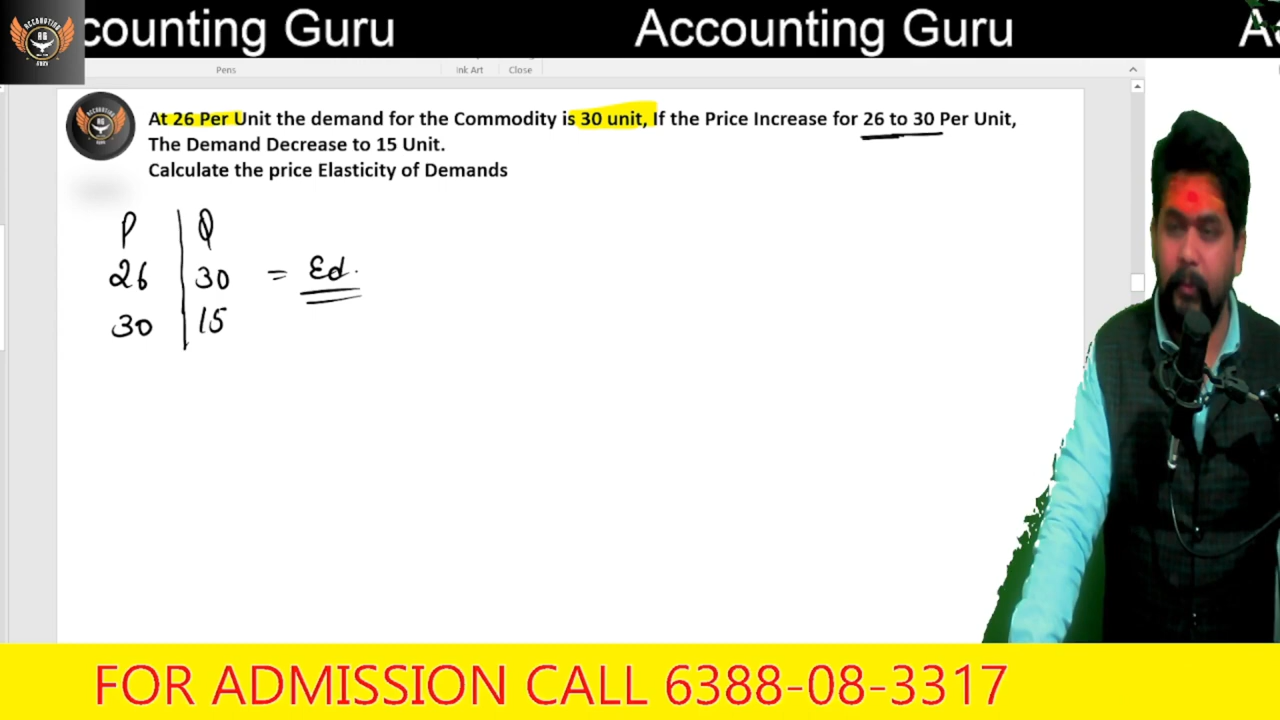 counting Guru
Accounting Guru
A
Pens
Ink Art
Close
At 26 Per Unit the demand for the Commodity is 30 unit, If the Price Increase for 26 to 30 Per Unit,
The Demand Decrease to 15 Unit.
Calculate the price Elasticity of Demands
P Q
26 30 = Ed.
30 15
FOR ADMISSION CALL 6388-08-3317